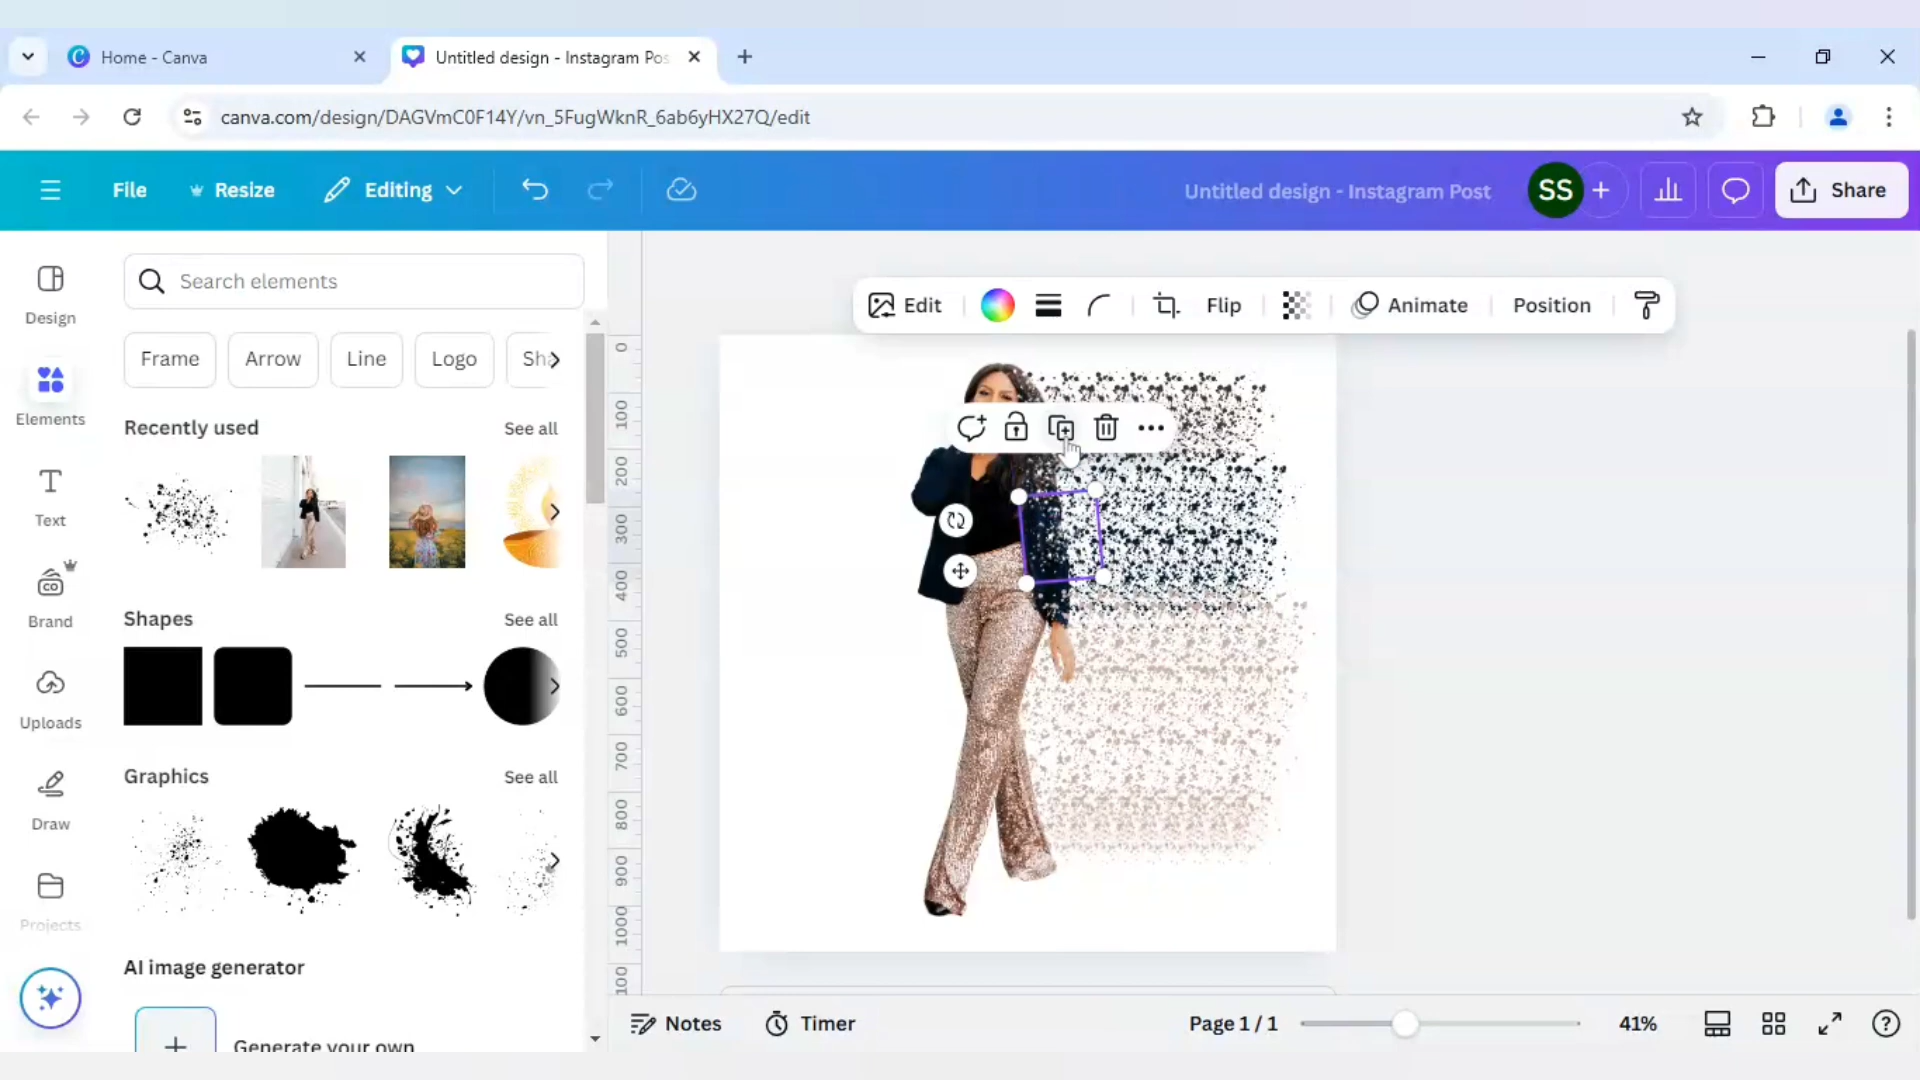 Home - Canva
Untitled design - Instagram Pos
canva.com/design/DAGVmC0F14Y/vn_5FugWknR_6ab6yHX27Q/edit
File
Resize
Editing
Untitled design - Instagram Post
SS
Share
Design
Elements
Text
Brand
Uploads
Draw
Projects
Search elements
Frame
Arrow
Line
Logo
Sha
Recently used
See all
Shapes
See all
Graphics
See all
AI image generator
Generate your own
Edit
Flip
Animate
Position
0
100
200
300
400
500
600
700
800
900
1000
100
Notes
Timer
Page 1 / 1
41%